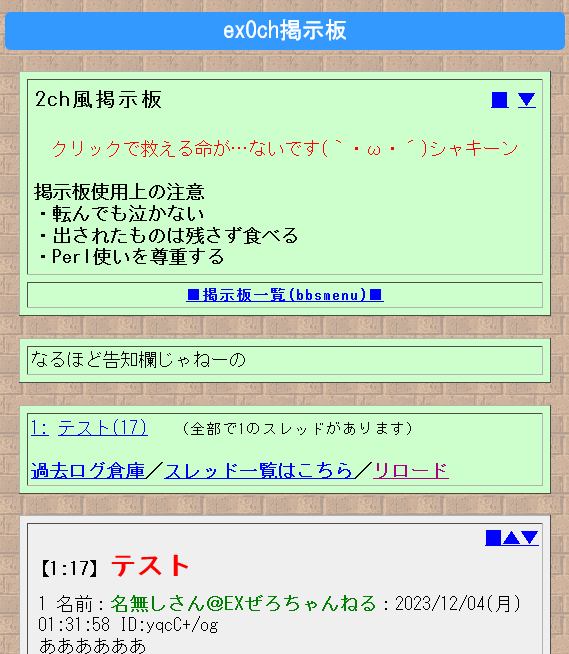 ex0ch掲示板
2ch風掲示板 ■ ▼
クリックで救える命が…ないです(｀・ω・´)シャキーン
掲示板使用上の注意
・転んでも泣かない
・出されたものは残さず食べる
・Perl使いを尊重する
■掲示板一覧(bbsmenu)■
なるほど告知欄じゃねーの
1: テスト(17) (全部で1のスレッドがあります)
過去ログ倉庫／スレッド一覧はこちら／リロード
■▲▼
【1:17】テスト
1 名前：名無しさん@EXぜろちゃんねる：2023/12/04(月)
01:31:58 ID:yqcC+/og
ああああああ